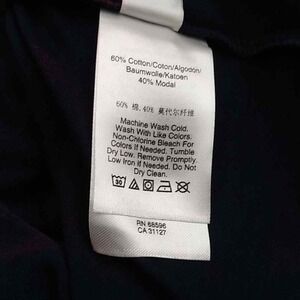 60% Cotton/Coton/Algodon/
Baumwolle/Katoen
40% Modal
60% 棉, 40% 莫代尔纤维
Machine Wash Cold.
Wash With Like Colors.
Non-Chlorine Bleach For
Colors If Needed. Tumble
Dry Low. Remove Promptly.
Low Iron If Needed. Do Not
Dry Clean.
30
RN 68596
CA 31127